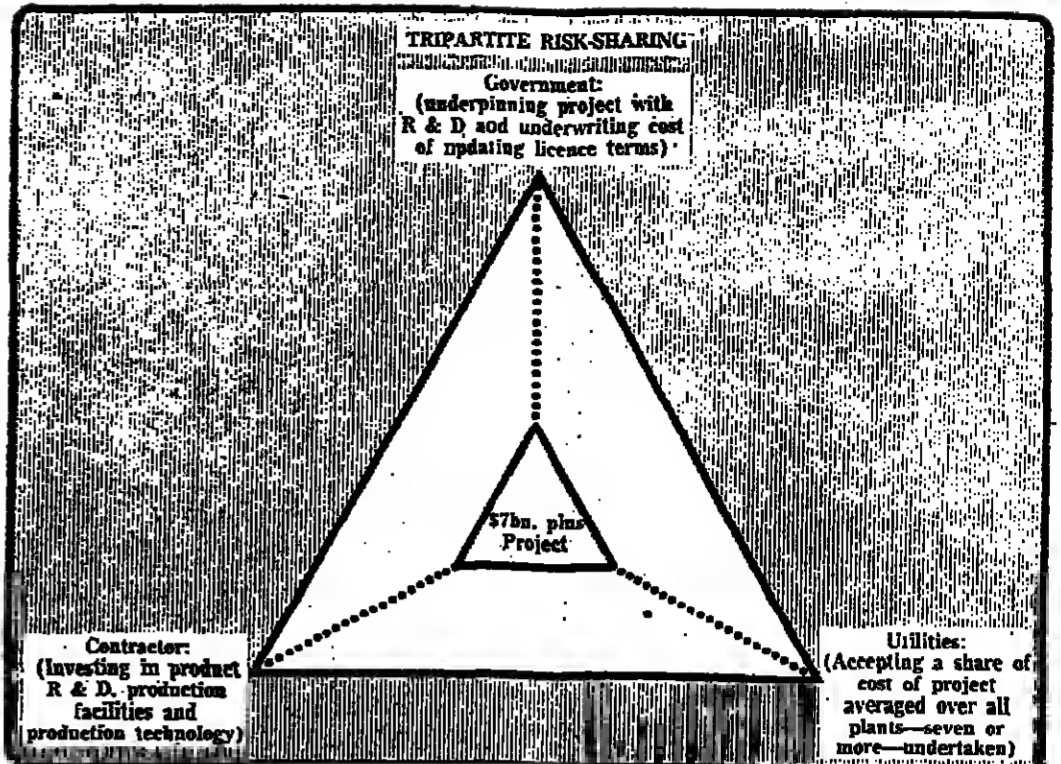 TRIPARTITE RISK-SHARING
Government:
(underpinning project with
R & D and underwriting cost
of updating licence terms)
$7bn. plus
Project
Contractor:
(Investing in product
R & D. production
facilities and
production technology)
Utilities:
(Accepting a share of
cost of project
averaged over all
plants—seven or
more—undertaken)